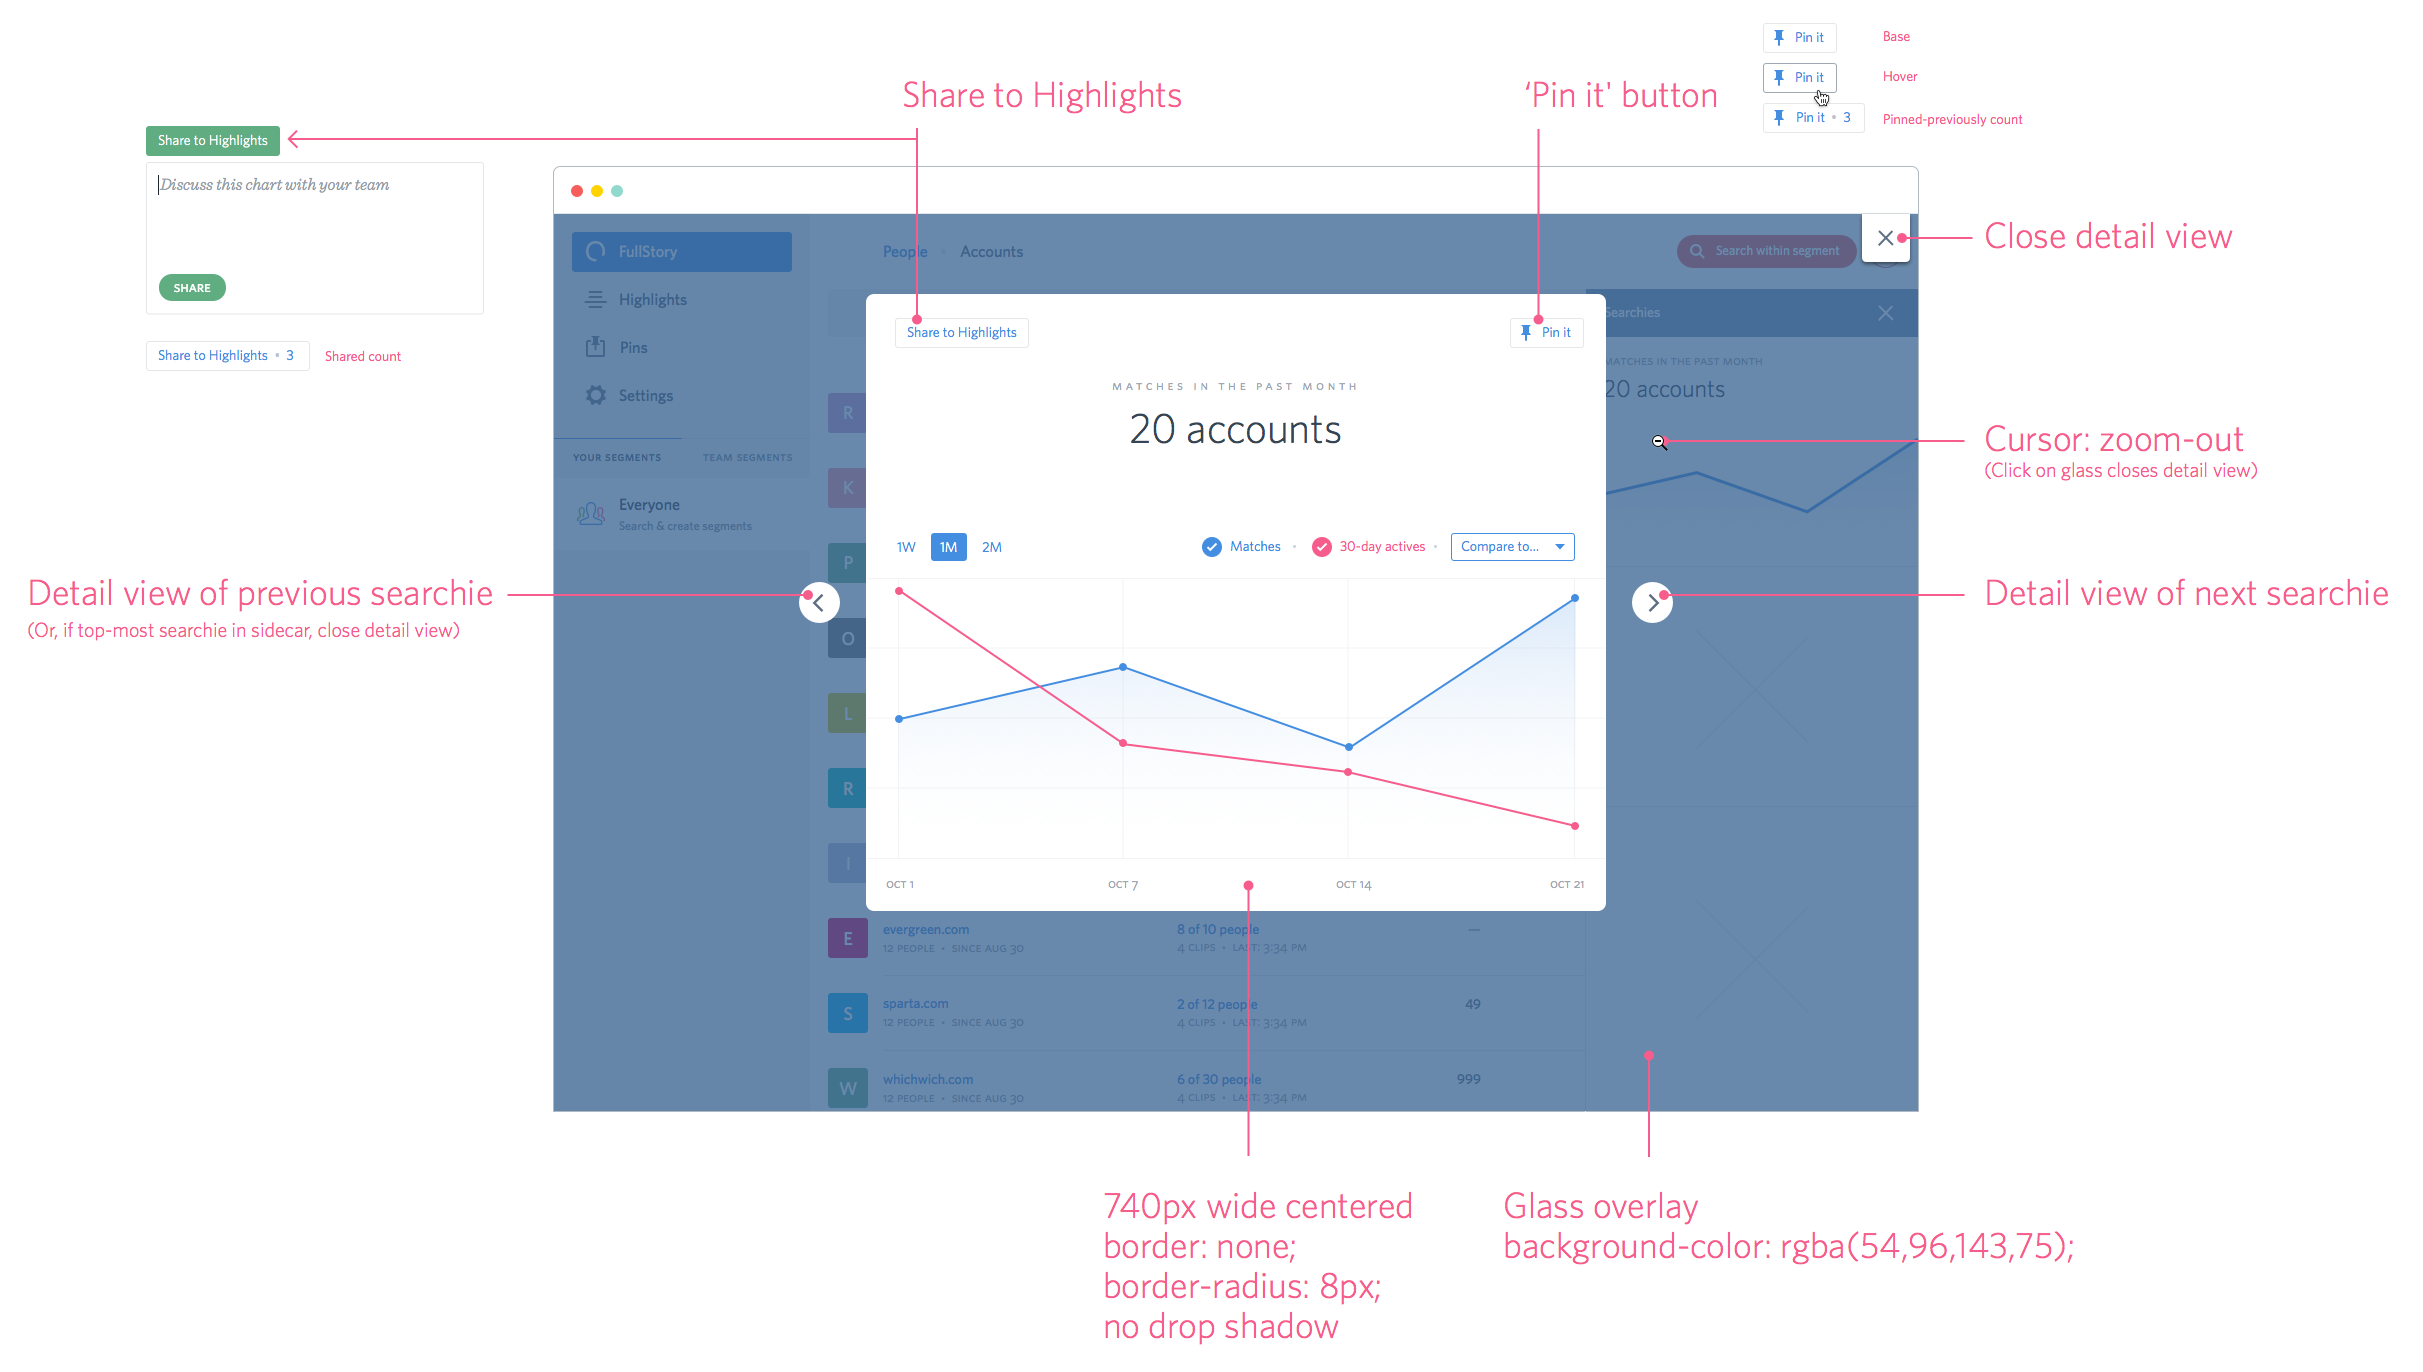 Pin it
Base
Pin it
Hover
Pin it • 3
Pinned-previously count
Share to Highlights
‘Pin it' button
Share to Highlights
Discuss this chart with your team
SHARE
Share to Highlights • 3
Shared count
FullStory
People • Accounts
Search within segment
Close detail view
Highlights
Pins
Settings
YOUR SEGMENTS
TEAM SEGMENTS
Everyone
Search & create segments
Share to Highlights
Pin it
Searchies
MATCHES IN THE PAST MONTH
20 accounts
MATCHES IN THE PAST MONTH
20 accounts
Cursor: zoom-out
(Click on glass closes detail view)
R
K
P
O
L
R
I
1W
1M
2M
Matches •
30-day actives •
Compare to...
Detail view of previous searchie
(Or, if top-most searchie in sidecar, close detail view)
Detail view of next searchie
OCT 1
OCT 7
OCT 14
OCT 21
E
evergreen.com
12 PEOPLE • SINCE AUG 30
8 of 10 people
4 CLIPS • LAST: 3:34 PM
—
S
sparta.com
12 PEOPLE • SINCE AUG 30
2 of 12 people
4 CLIPS • LAST: 3:34 PM
49
W
whichwich.com
12 PEOPLE • SINCE AUG 30
6 of 30 people
4 CLIPS • LAST: 3:34 PM
999
740px wide centered
border: none;
border-radius: 8px;
no drop shadow
Glass overlay
background-color: rgba(54,96,143,75);